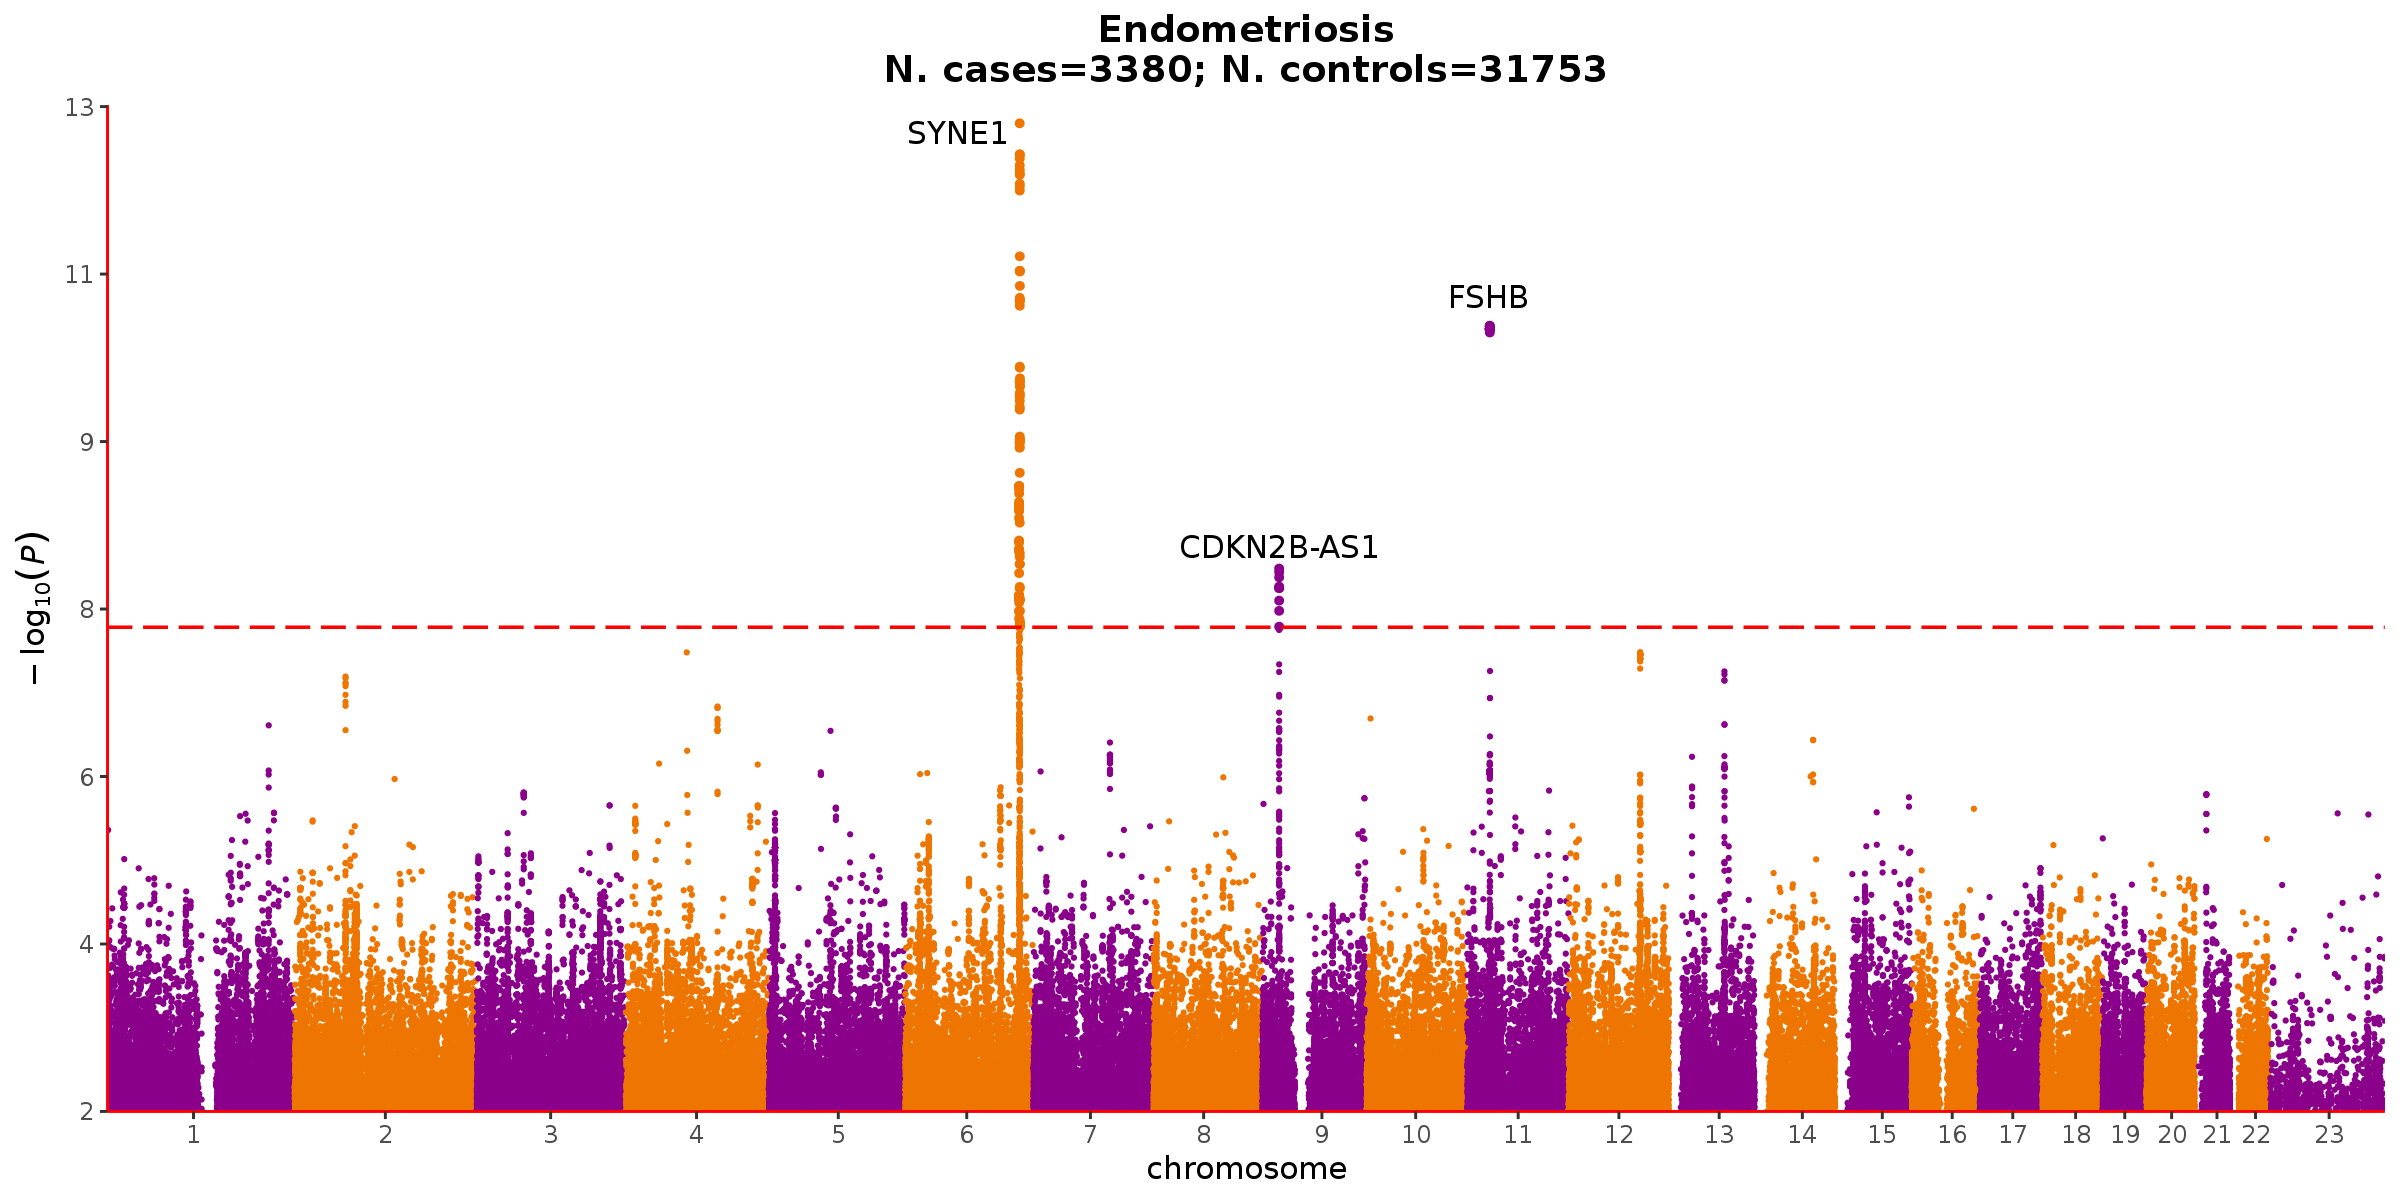 Endometriosis
N. cases=3380; N. controls=31753
13
SYNE1
11
FSHB
9
CDKN2B-AS1
8
−log10(P)
6
4
2
1 2 3 4 5 6 7 8 9 10 11 12 13 14 15 16 17 18 19 20 21 22 23
chromosome